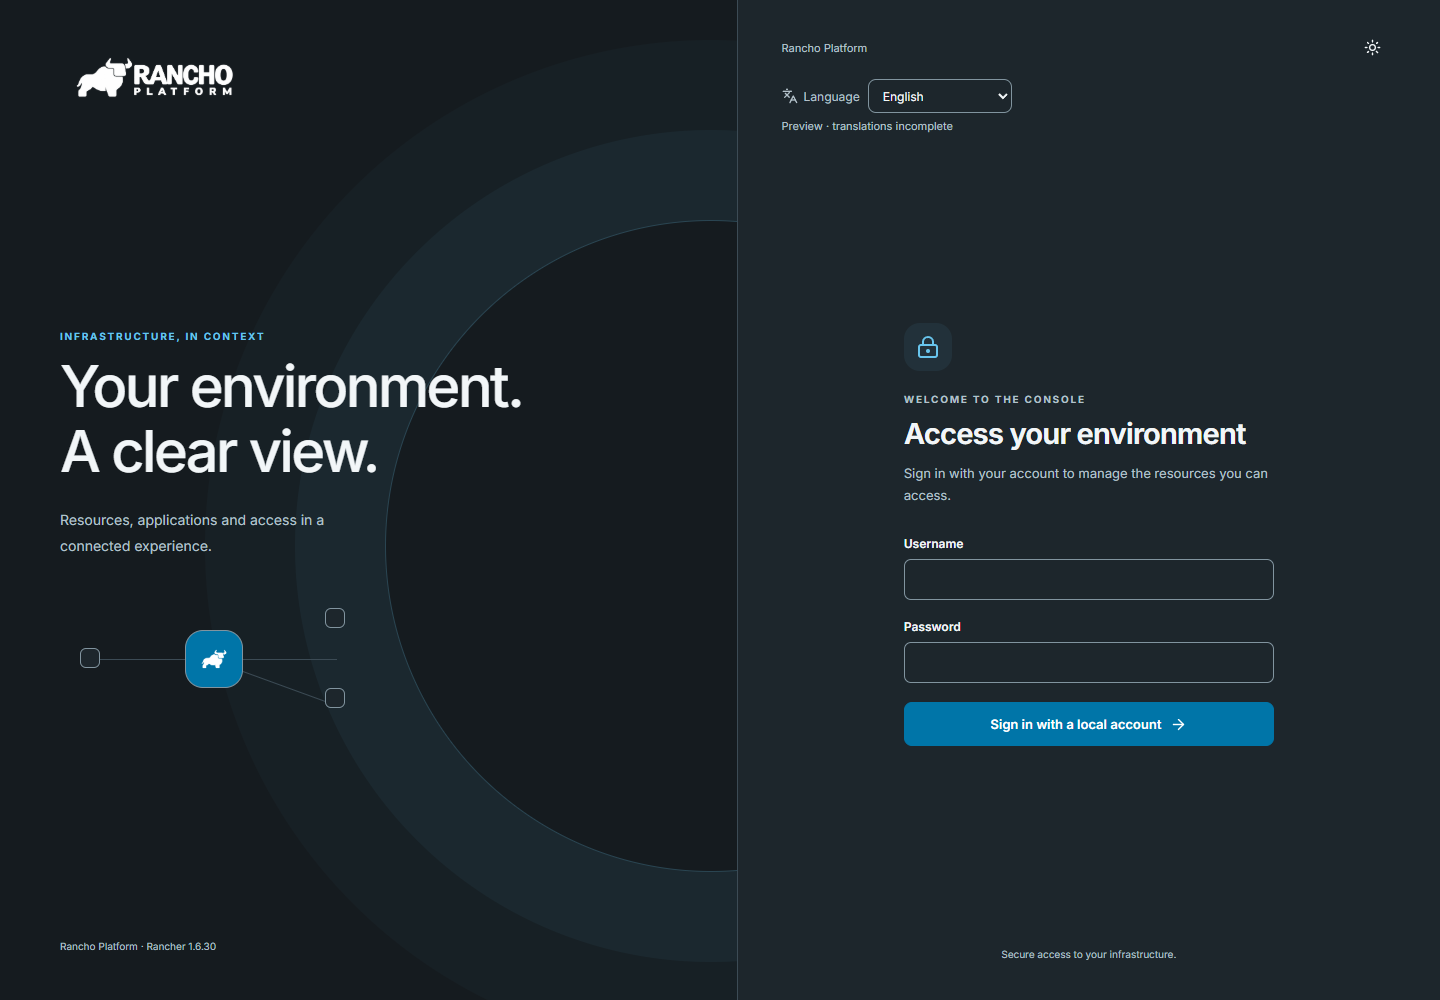 RANCHO
PLATFORM
INFRASTRUCTURE, IN CONTEXT
Your environment.
A clear view.
Resources, applications and access in a
connected experience.
Rancho Platform · Rancher 1.6.30
Rancho Platform
Language
English
Preview · translations incomplete
WELCOME TO THE CONSOLE
Access your environment
Sign in with your account to manage the resources you can
access.
Username
Password
Sign in with a local account
Secure access to your infrastructure.